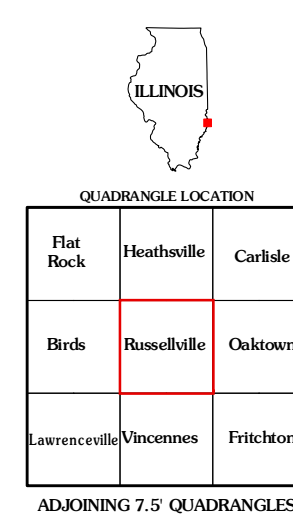 ILLINOIS
QUADRANGLE LOCATION
Flat
Rock
Heathsville
Carlisle
Birds
Russellville
Oaktown
Lawrenceville
Vincennes
Fritchton
ADJOINING 7.5' QUADRANGLES